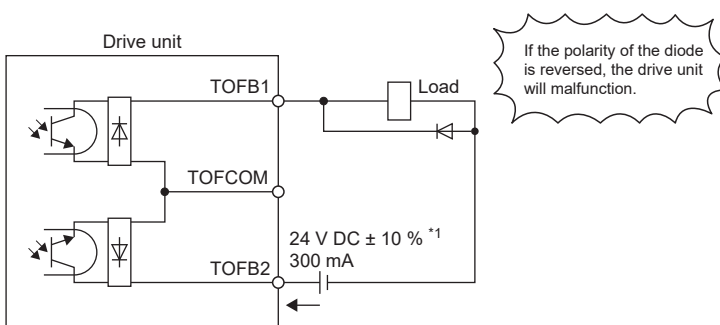 Drive unit
If the polarity of the diode
is reversed, the drive unit
will malfunction.
TOFB1
Load
TOFCOM
24 V DC ± 10 % *1
300 mA
TOFB2